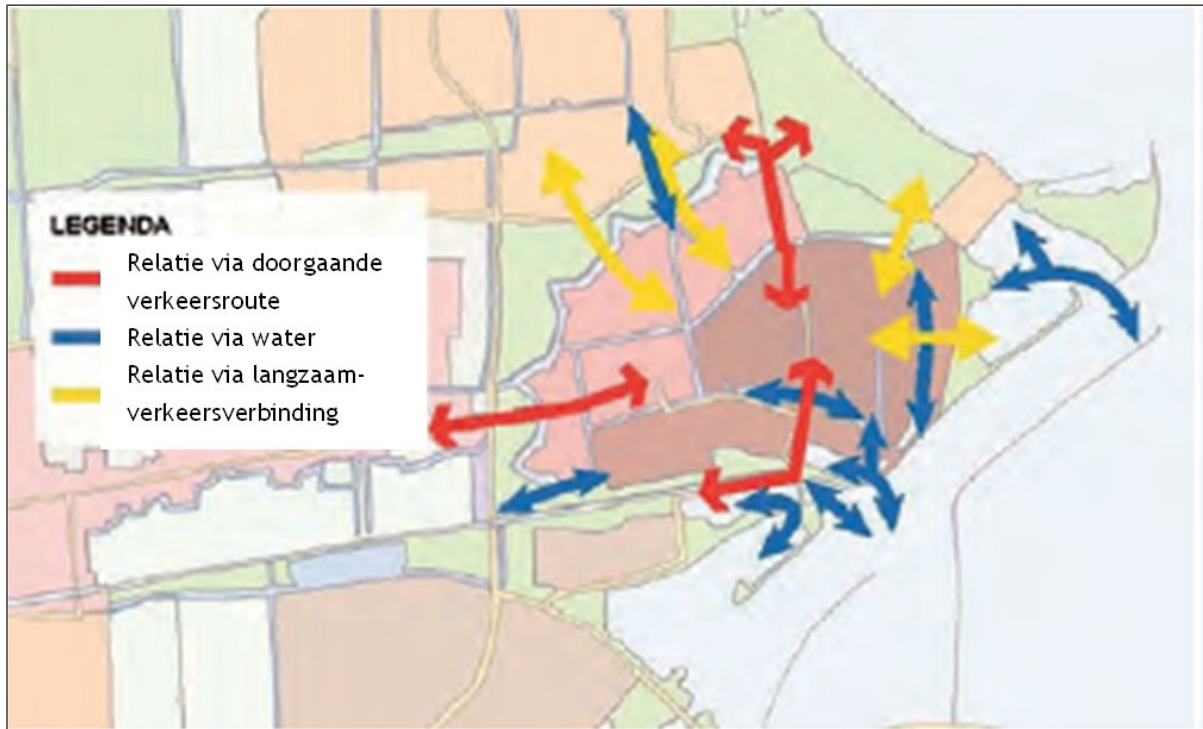 LEGENDA
Relatie via doorgaande
verkeersroute
Relatie via water
Relatie via langzaam-
verkeersverbinding